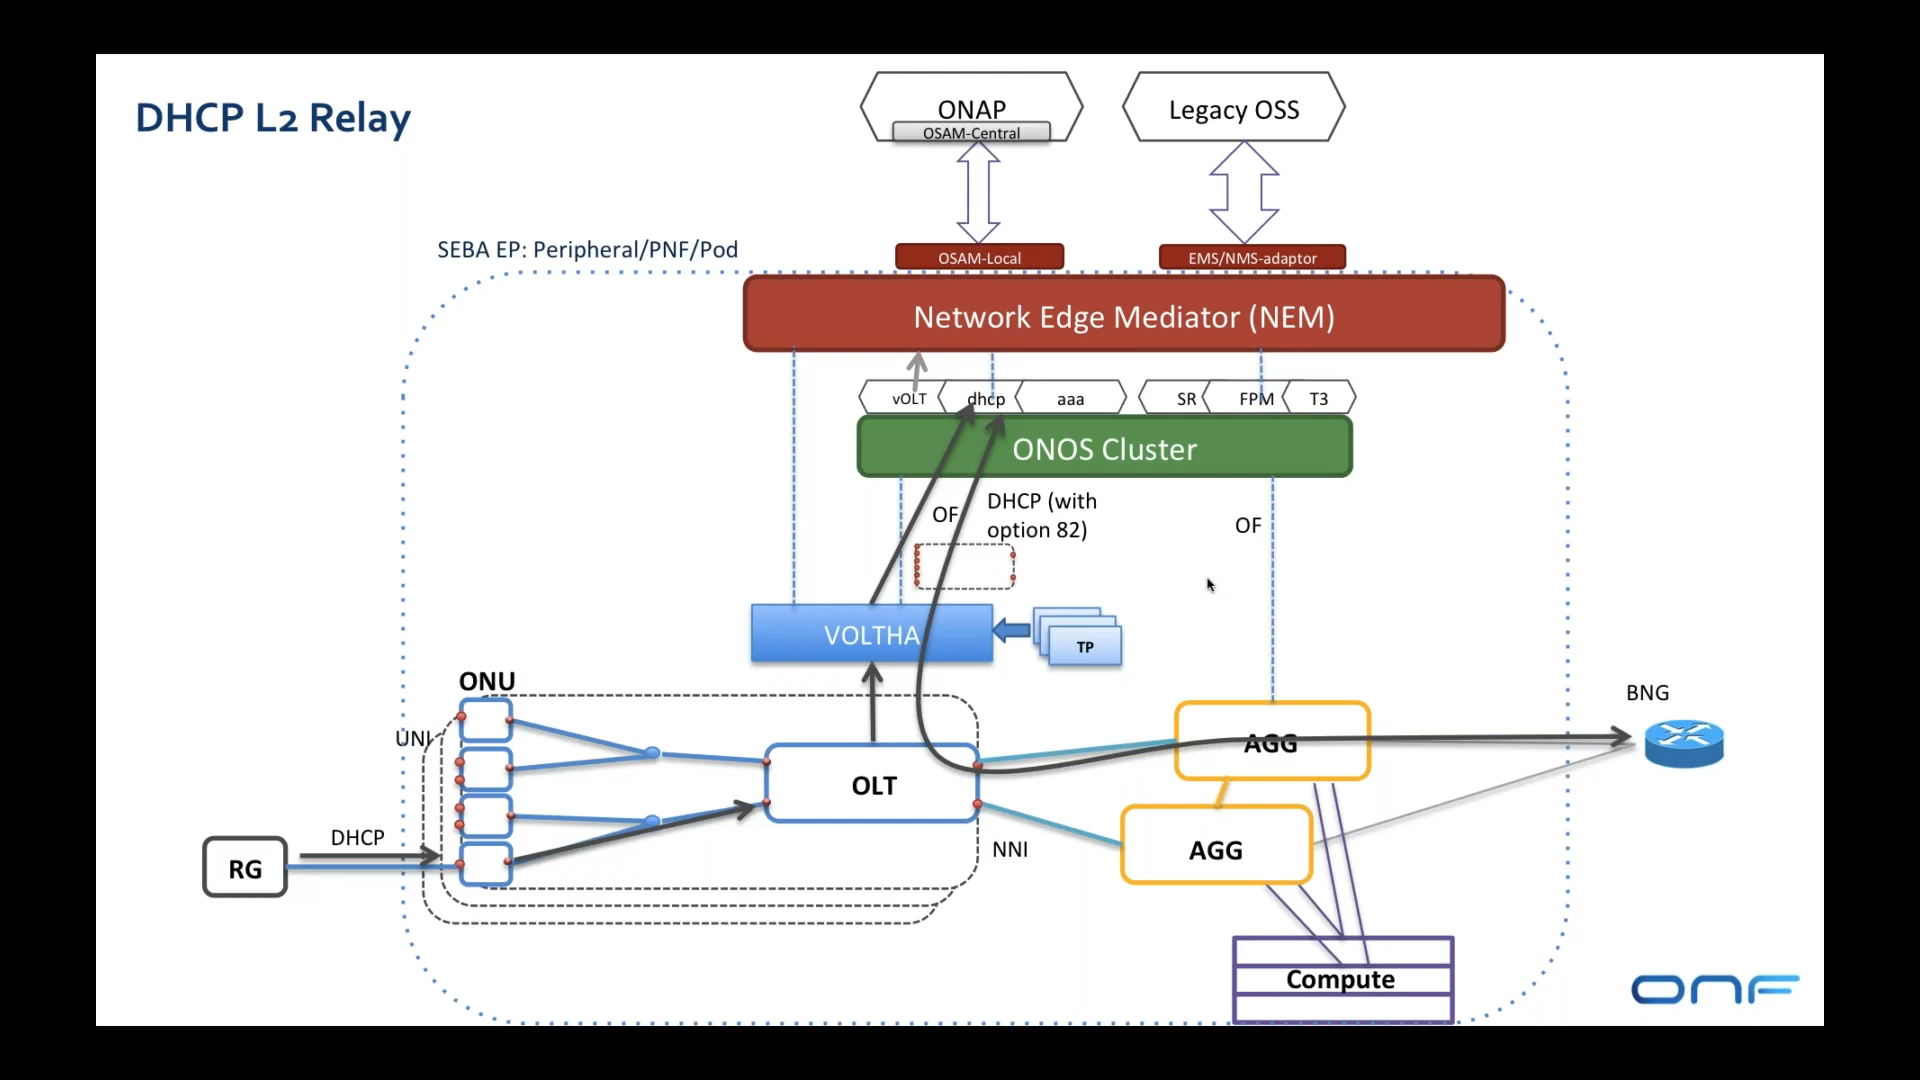 DHCP L2 Relay
ONAP
OSAM-Central
Legacy OSS
SEBA EP: Peripheral/PNF/Pod
OSAM-Local
EMS/NMS-adaptor
Network Edge Mediator (NEM)
vOLT
dhcp
aaa
SR
FPM
T3
ONOS Cluster
OF
DHCP (with
option 82)
OF
VOLTHA
TP
ONU
UNI
OLT
AGG
BNG
DHCP
RG
NNI
AGG
Compute
ONF